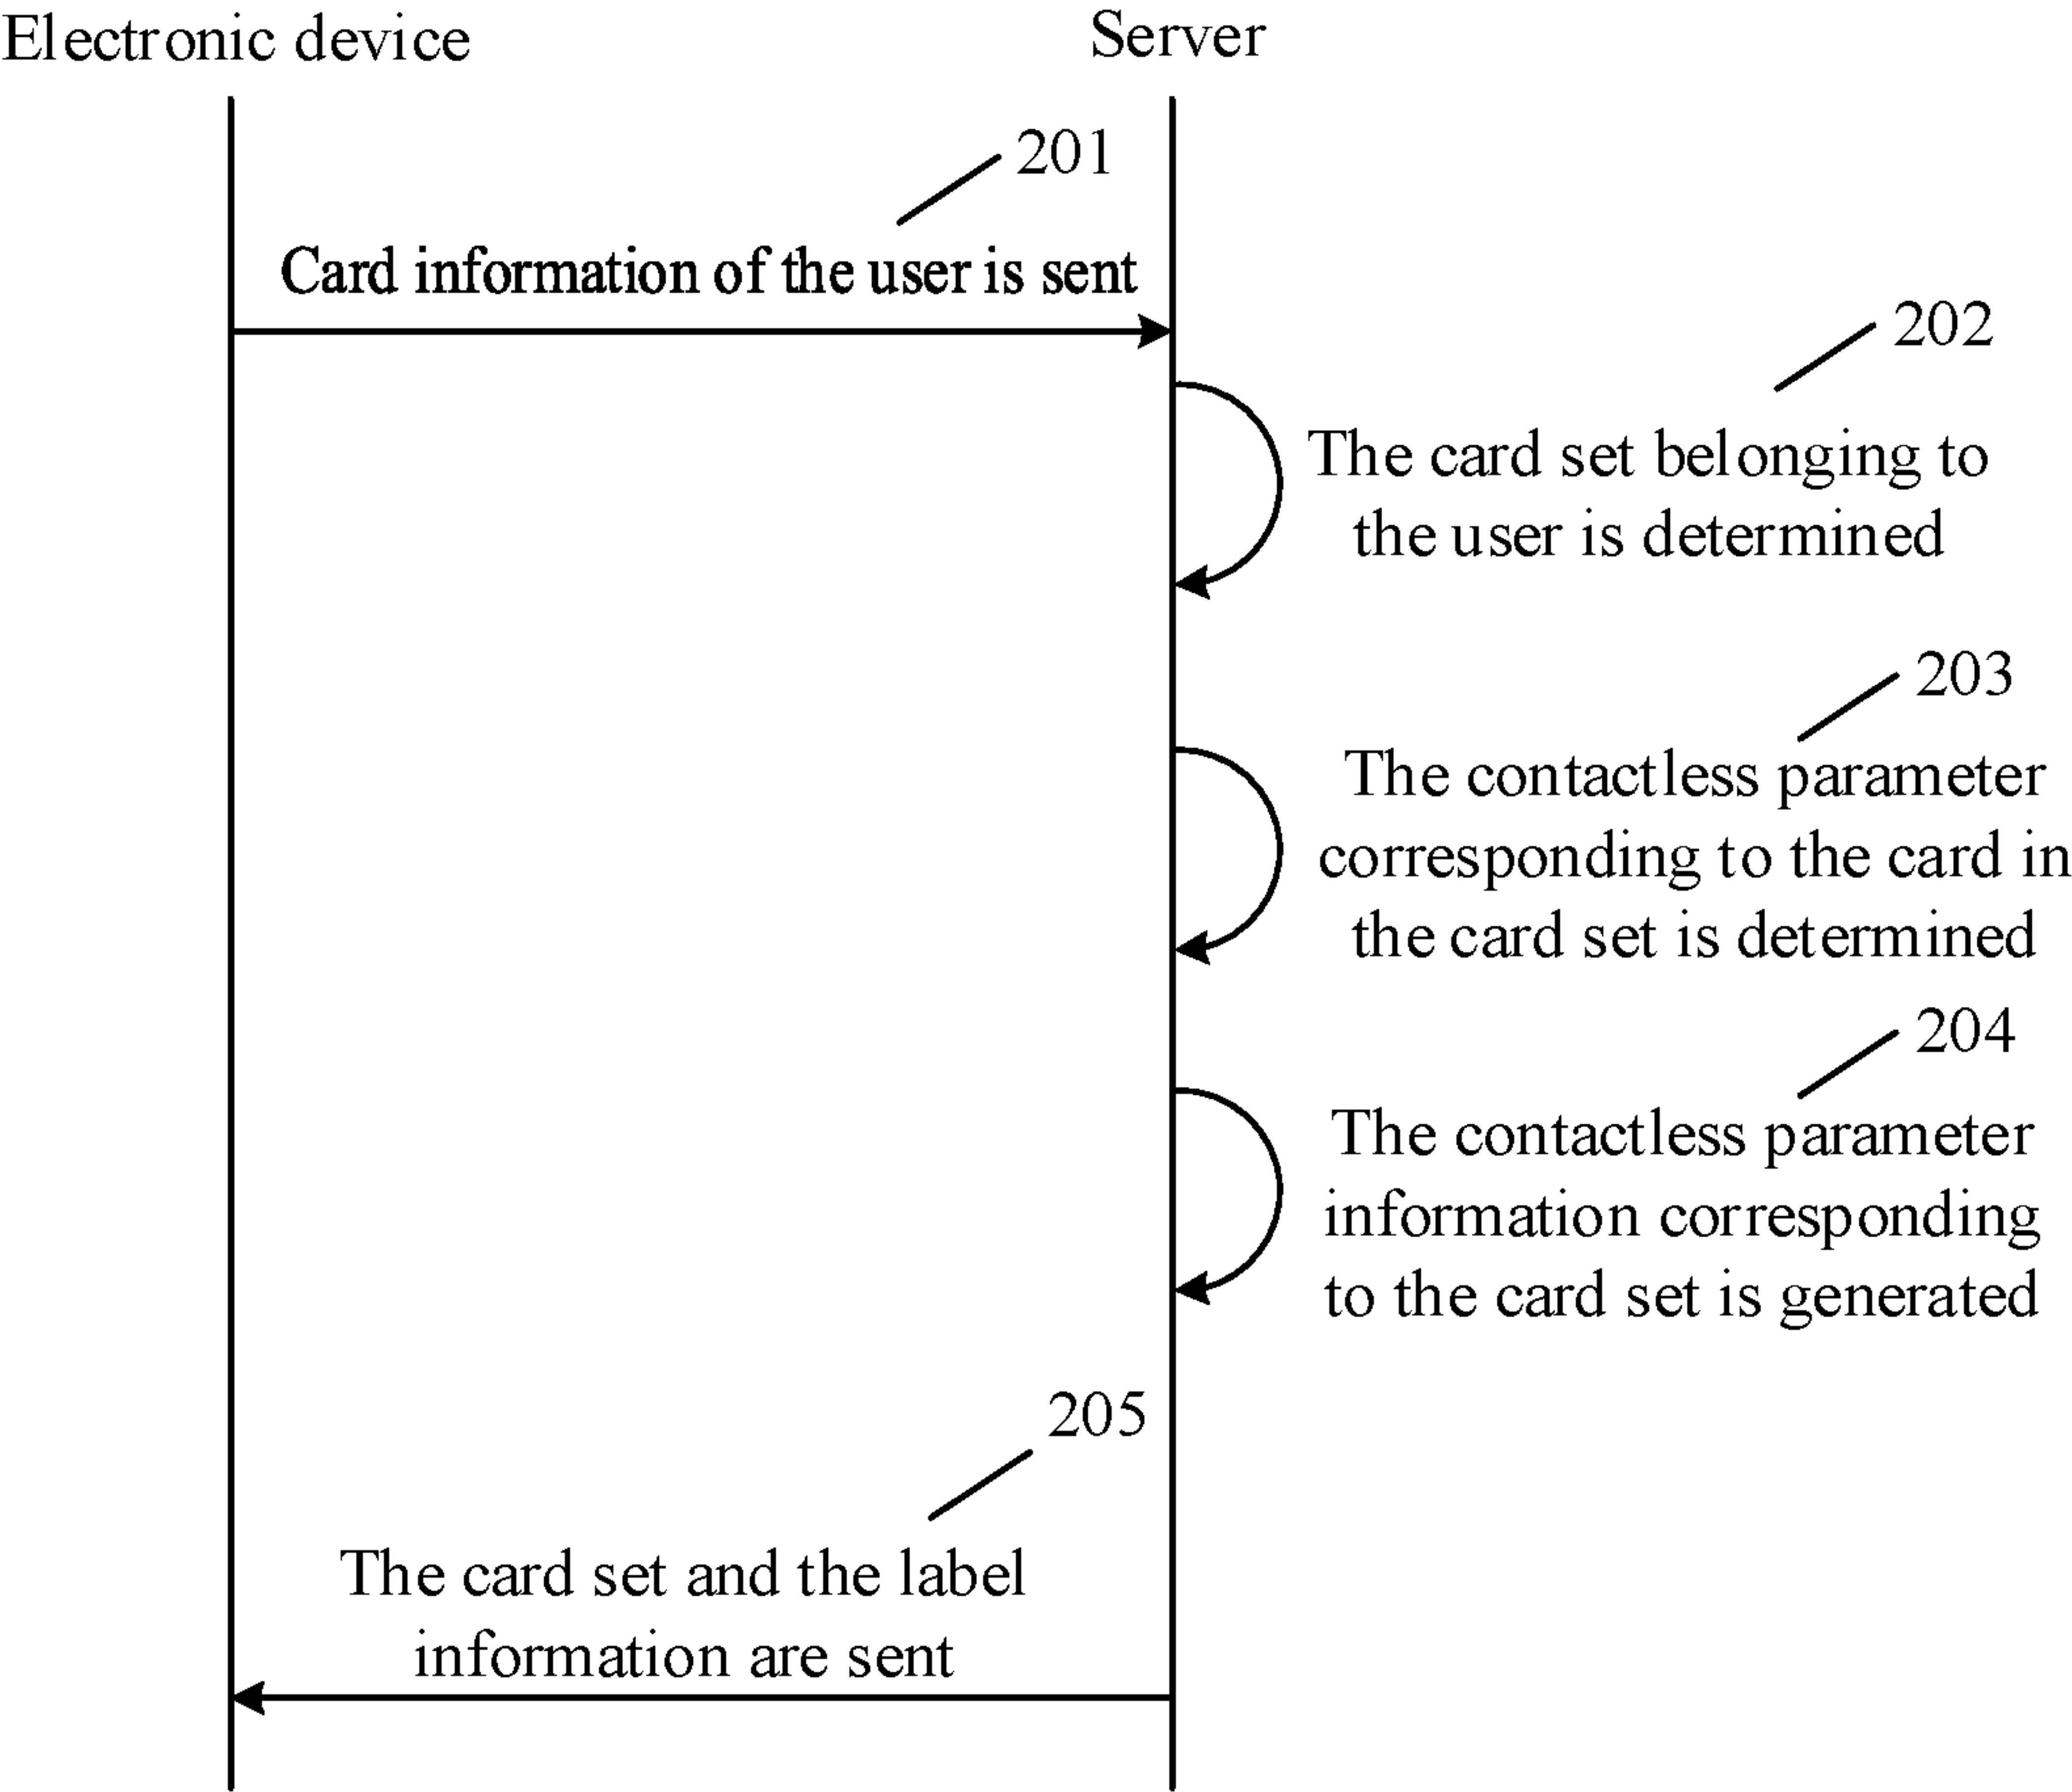 Electronic device
Server
201
Card information of the user is sent
202
The card set belonging to
the user is determined
203
The contactless parameter
corresponding to the card in
the card set is determined
204
The contactless parameter
information corresponding
to the card set is generated
205
The card set and the label
information are sent